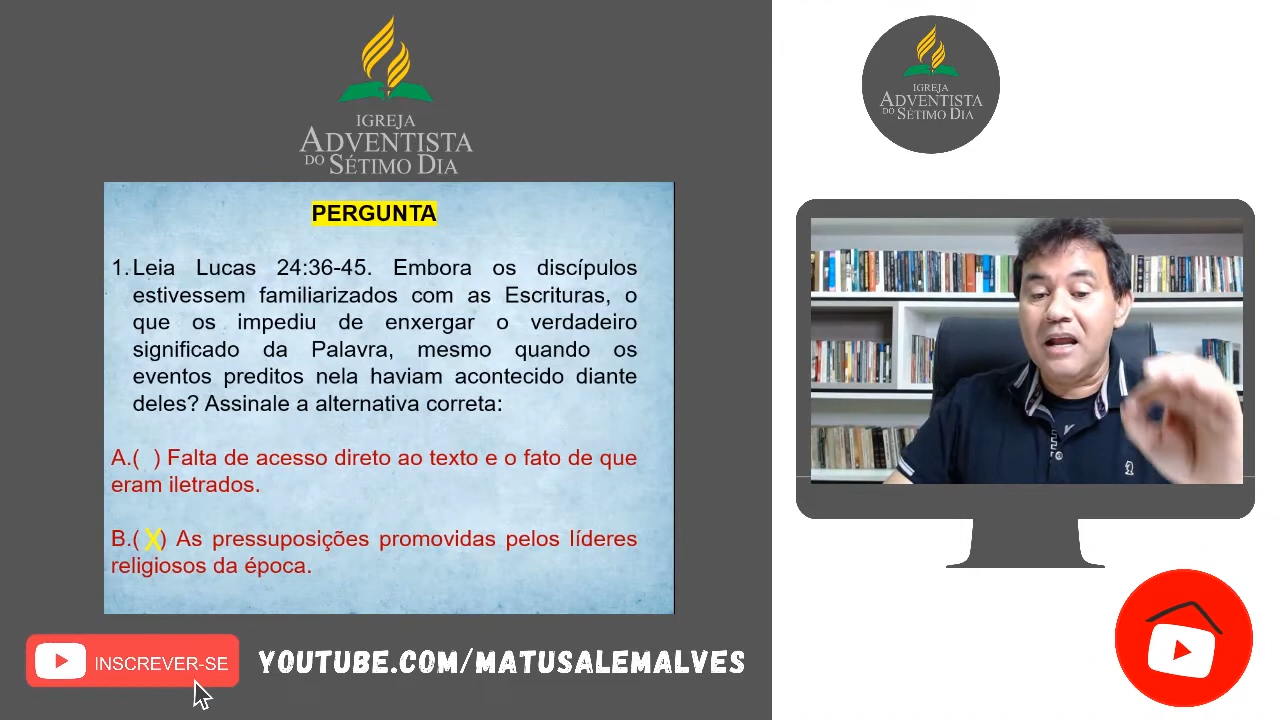 IGREJA
ADVENTISTA
DO SÉTIMO DIA
PERGUNTA
1. Leia Lucas 24:36-45. Embora os discípulos
estivessem familiarizados com as Escrituras, o
que os impediu de enxergar o verdadeiro
significado da Palavra, mesmo quando os
eventos preditos nela haviam acontecido diante
deles? Assinale a alternativa correta:
A.( ) Falta de acesso direto ao texto e o fato de que
eram iletrados.
B.( X) As pressuposições promovidas pelos líderes
religiosos da época.
INSCREVER-SE
YOUTUBE.COM/MATUSALEMALVES
IGREJA
ADVENTISTA
DO SÉTIMO DIA